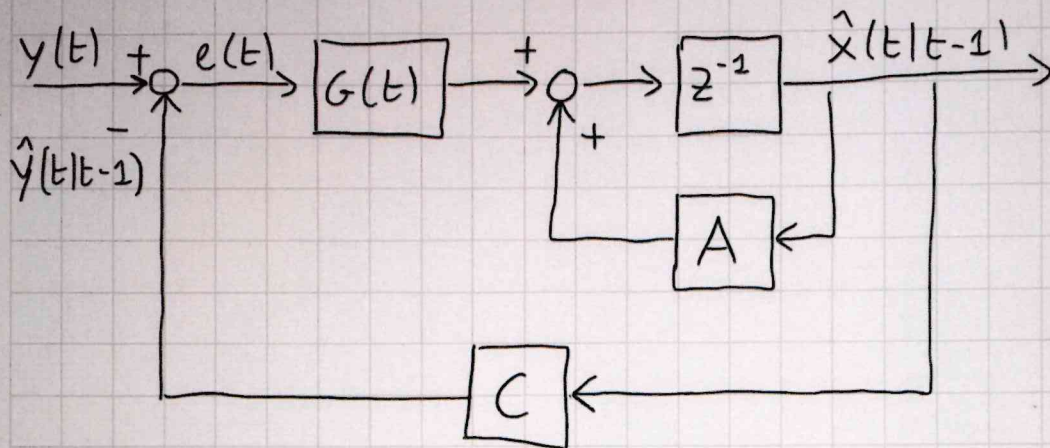 y(t) + e(t) G(t) + z⁻¹ x̂(t|t-1)
− +
ŷ(t|t-1)
A
C